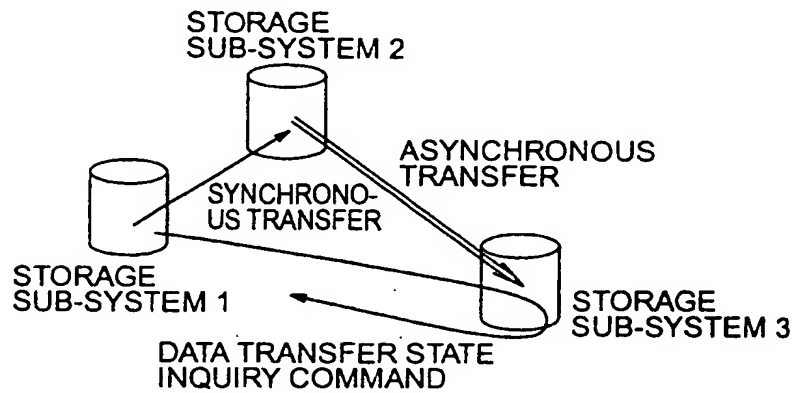 STORAGE
SUB-SYSTEM 2
ASYNCHRONOUS
TRANSFER
SYNCHRONO-
US TRANSFER
STORAGE
SUB-SYSTEM 1
STORAGE
SUB-SYSTEM 3
DATA TRANSFER STATE
INQUIRY COMMAND